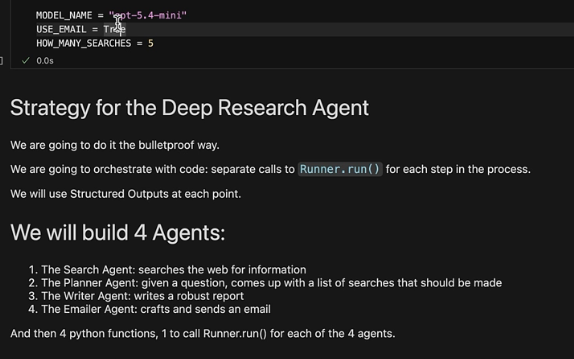 MODEL_NAME = "gpt-5.4-mini"
USE_EMAIL = True
HOW_MANY_SEARCHES = 5
0.0s
Strategy for the Deep Research Agent
We are going to do it the bulletproof way.
We are going to orchestrate with code: separate calls to Runner.run() for each step in the process.
We will use Structured Outputs at each point.
We will build 4 Agents:
1. The Search Agent: searches the web for information
2. The Planner Agent: given a question, comes up with a list of searches that should be made
3. The Writer Agent: writes a robust report
4. The Emailer Agent: crafts and sends an email
And then 4 python functions, 1 to call Runner.run() for each of the 4 agents.